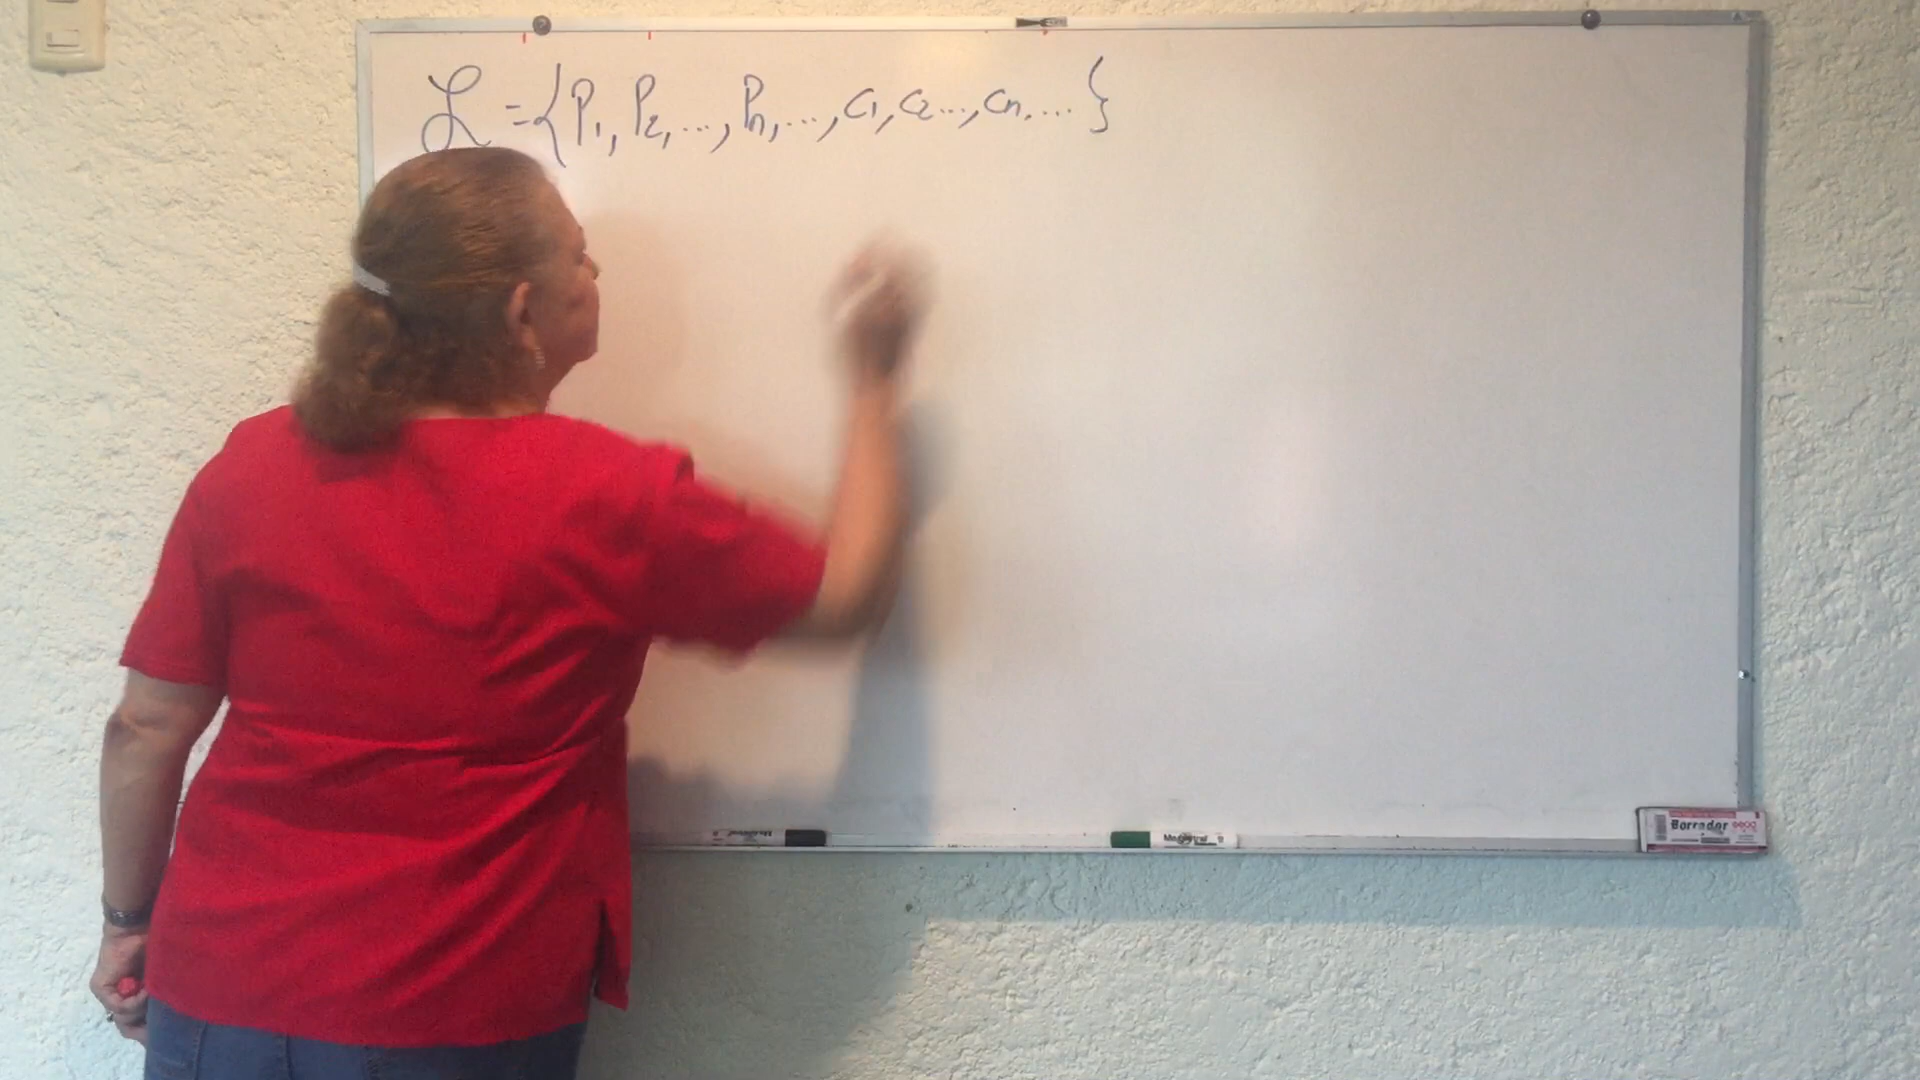 ℒ = {P₁, P₂, ..., Pₙ, ..., c₁, c₂ ..., cₙ, ... }
Borrador